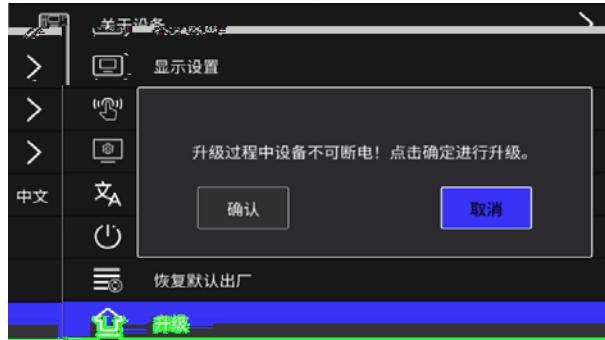 关于设备
显示设置
升级过程中设备不可断电！点击确定进行升级。
中文
确认
取消
恢复默认出厂
升级